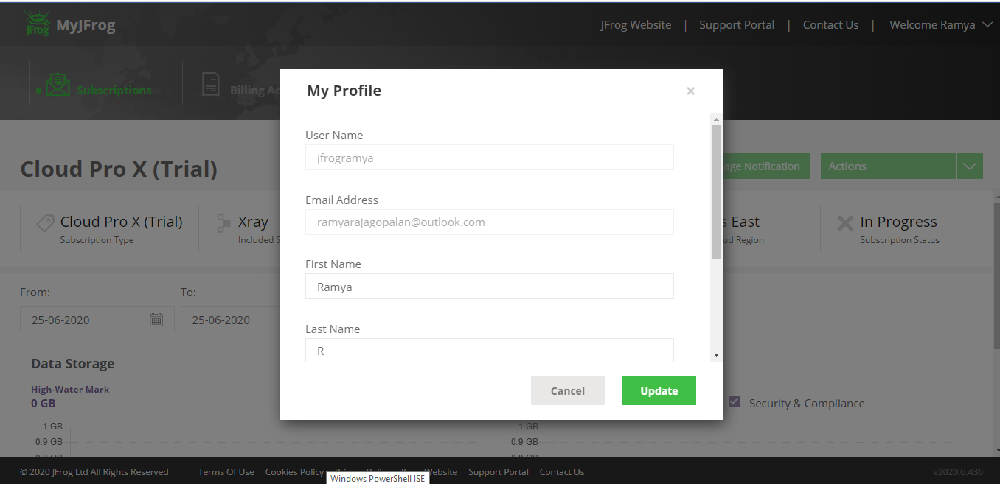 JFrog MyJFrog
JFrog Website | Support Portal | Contact Us | Welcome Ramya
Subscriptions
Billing Ac
My Profile
×
User Name
jfrogramya
Email Address
ramyarajagopalan@outlook.com
First Name
Ramya
Last Name
R
Cancel
Update
Cloud Pro X (Trial)
age Notification
Actions
Cloud Pro X (Trial)
Subscription Type
Xray
Included S
s East
ud Region
In Progress
Subscription Status
From:
To:
25-06-2020
25-06-2020
Data Storage
High-Water Mark
0 GB
1 GB
0.9 GB
Security & Compliance
1 GB
0.9 GB
© 2020 JFrog Ltd All Rights Reserved
Terms Of Use
Cookies Policy
Privacy Policy
JFrog Website
Support Portal
Contact Us
v2020.6.436
Windows PowerShell ISE